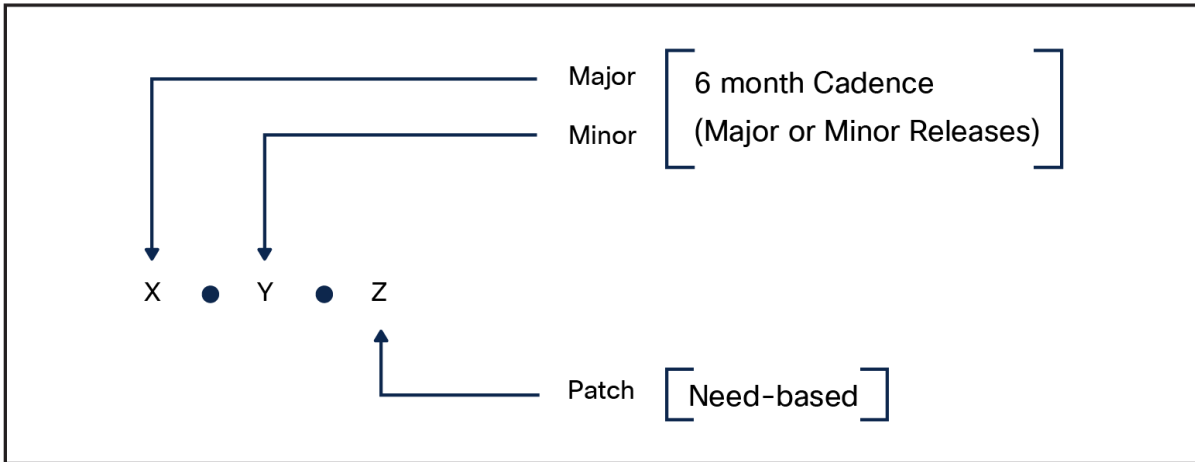 Major
6 month Cadence
Minor
(Major or Minor Releases)
X • Y • Z
Patch
Need-based